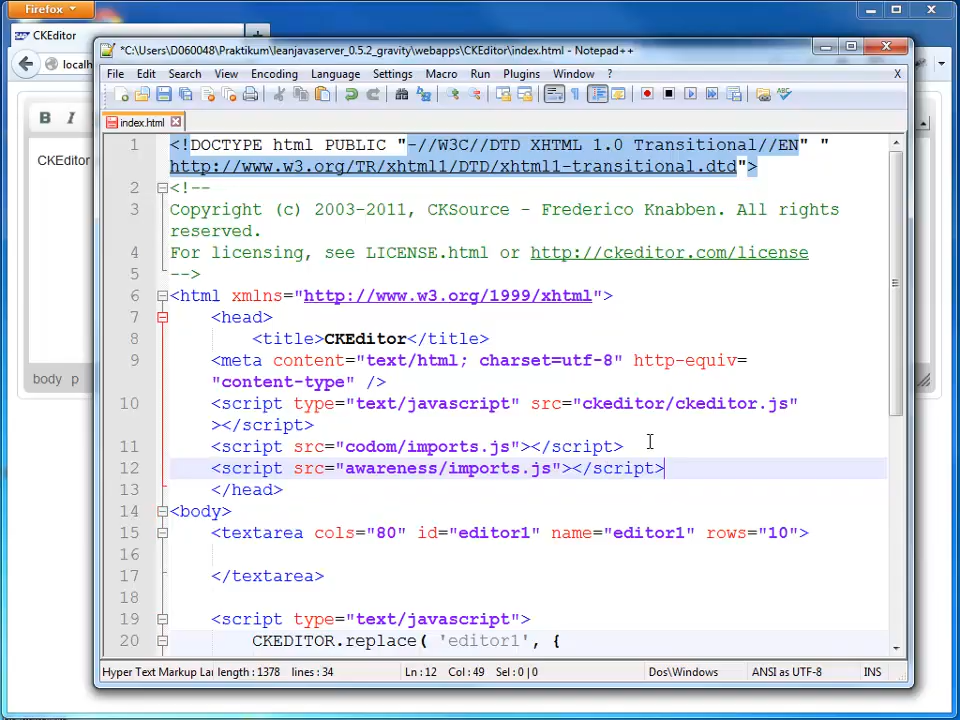 Firefox
CKEditor
localh
*C:\Users\D060048\Praktikum\leanjavaserver_0.5.2_gravity\webapps\CKEditor\index.html - Notepad++
File Edit Search View Encoding Language Settings Macro Run Plugins Window ? X
index.html
B I
CKEditor
body p
1 <!DOCTYPE html PUBLIC "-//W3C//DTD XHTML 1.0 Transitional//EN" "
http://www.w3.org/TR/xhtml1/DTD/xhtml1-transitional.dtd">
2 <!--
3 Copyright (c) 2003-2011, CKSource - Frederico Knabben. All rights
reserved.
4 For licensing, see LICENSE.html or http://ckeditor.com/license
5 -->
6 <html xmlns="http://www.w3.org/1999/xhtml">
7 <head>
8 <title>CKEditor</title>
9 <meta content="text/html; charset=utf-8" http-equiv=
"content-type" />
10 <script type="text/javascript" src="ckeditor/ckeditor.js"
></script>
11 <script src="codom/imports.js"></script>
12 <script src="awareness/imports.js"></script>
13 </head>
14 <body>
15 <textarea cols="80" id="editor1" name="editor1" rows="10">
16
17 </textarea>
18
19 <script type="text/javascript">
20 CKEDITOR.replace( 'editor1', {
Hyper Text Markup Lan length : 1378 lines : 34 Ln : 12 Col : 49 Sel : 0 | 0 Dos\Windows ANSI as UTF-8 INS